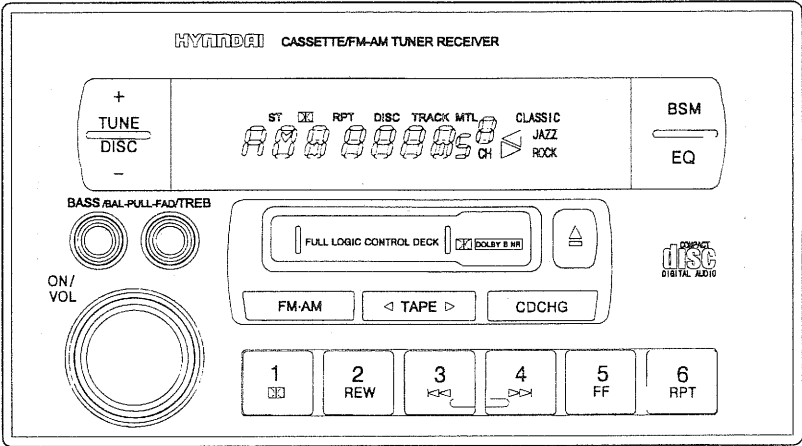 HYUNDAI CASSETTE/FM-AM TUNER RECEIVER
+
TUNE
DISC
−
ST RPT DISC TRACK MTL CLASSIC
JAZZ
CH ROCK
BSM
EQ
BASS/BAL-PULL-FAD/TREB
FULL LOGIC CONTROL DECK DOLBY B NR
COMPACT
disc
DIGITAL AUDIO
ON/
VOL
FM·AM ◁ TAPE ▷ CDCHG
1 2 3 4 5 6
REW FF RPT